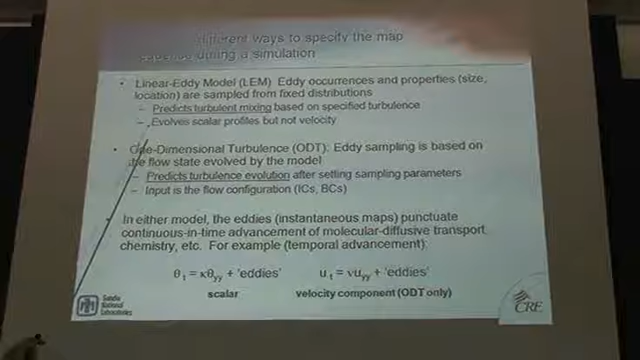 different ways to specify the map
sequence during a simulation
• Linear-Eddy Model (LEM): Eddy occurrences and properties (size,
location) are sampled from fixed distributions
– Predicts turbulent mixing based on specified turbulence
– Evolves scalar profiles but not velocity
• One-Dimensional Turbulence (ODT): Eddy sampling is based on
the flow state evolved by the model
– Predicts turbulence evolution after setting sampling parameters
– Input is the flow configuration (ICs, BCs)
• In either model, the eddies (instantaneous maps) punctuate
continuous-in-time advancement of molecular-diffusive transport,
chemistry, etc. For example (temporal advancement):
θt = κθyy + 'eddies' ut = νuyy + 'eddies'
scalar velocity component (ODT only)
Sandia
National
Laboratories
CRF